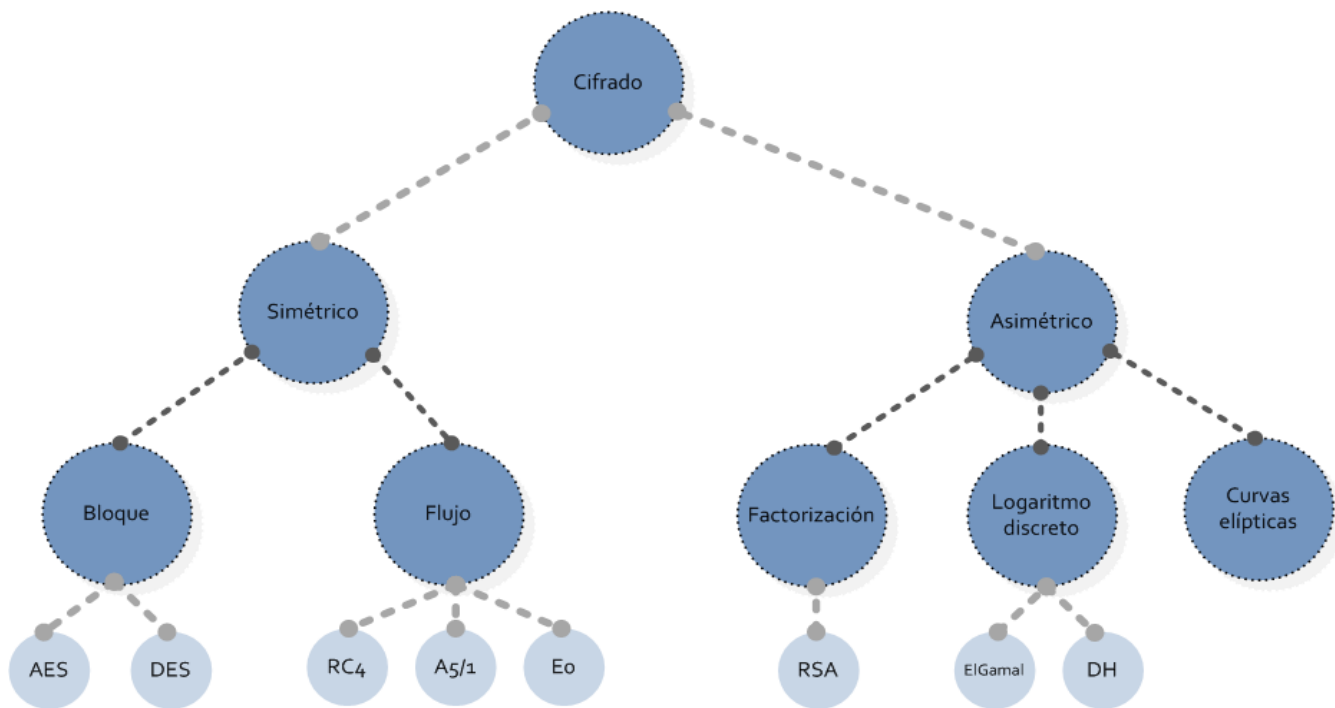 Cifrado
Simétrico
Asimétrico
Bloque
Flujo
Factorización
Logaritmo
discreto
Curvas
elípticas
AES
DES
RC4
A5/1
E0
RSA
ElGamal
DH